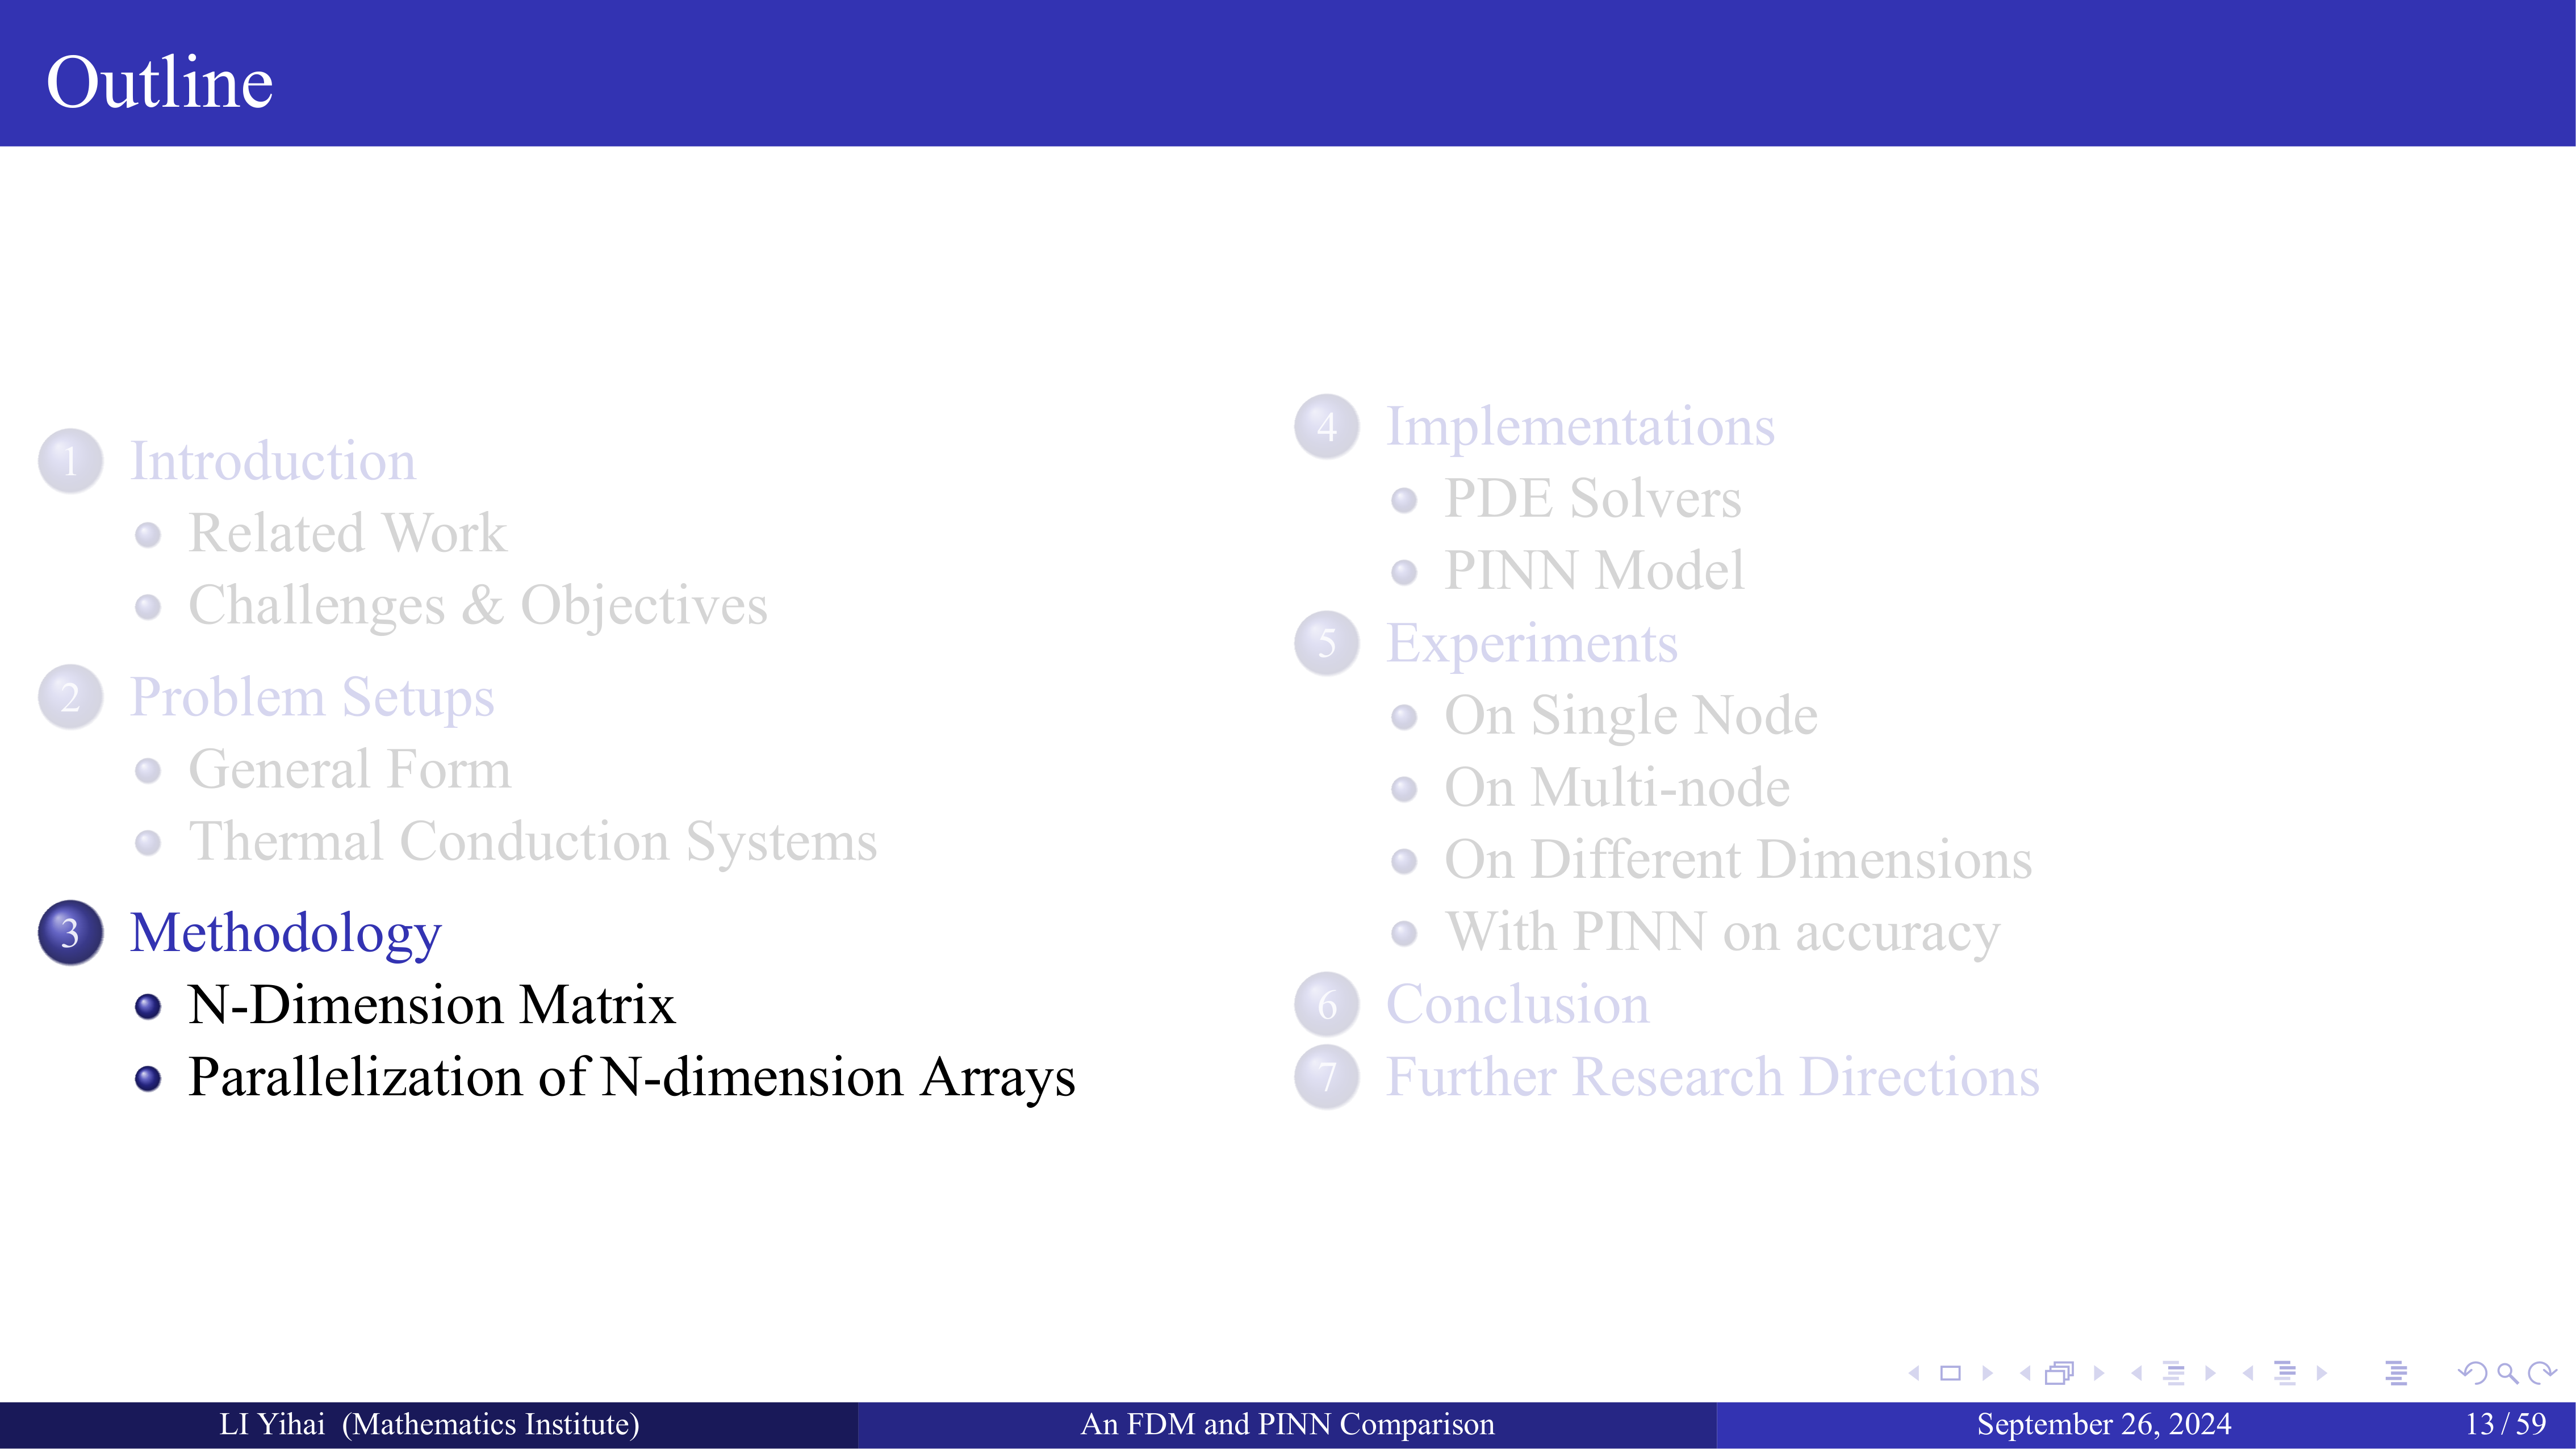 Outline
1 Introduction
Related Work
Challenges & Objectives
2 Problem Setups
General Form
Thermal Conduction Systems
3 Methodology
N-Dimension Matrix
Parallelization of N-dimension Arrays
4 Implementations
PDE Solvers
PINN Model
5 Experiments
On Single Node
On Multi-node
On Different Dimensions
With PINN on accuracy
6 Conclusion
7 Further Research Directions
LI Yihai (Mathematics Institute)
An FDM and PINN Comparison
September 26, 2024
13 / 59